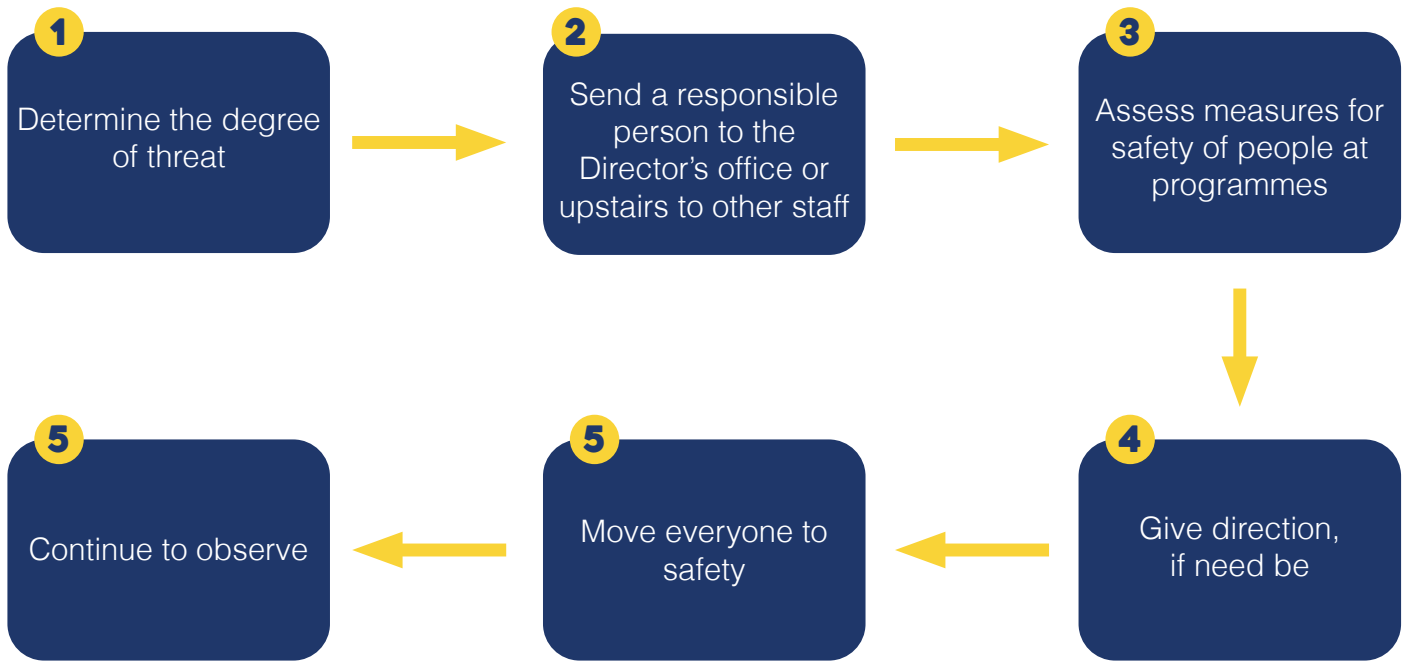 1
Determine the degree
of threat
2
Send a responsible
person to the
Director’s office or
upstairs to other staff
3
Assess measures for
safety of people at
programmes
4
Give direction,
if need be
5
Move everyone to
safety
5
Continue to observe